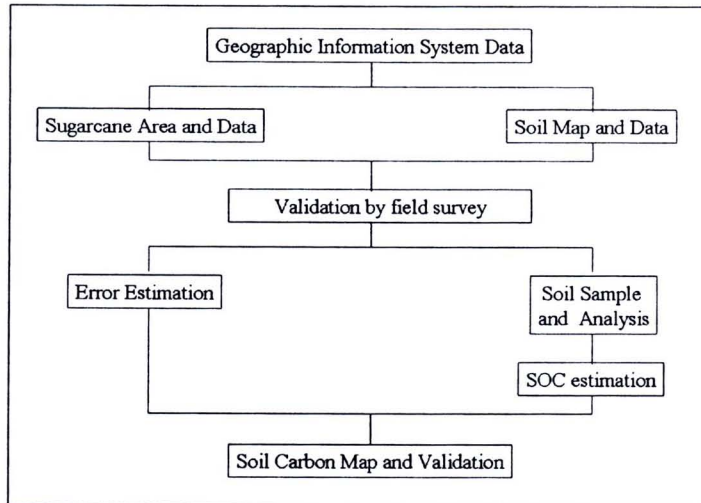 Geographic Information System Data
Sugarcane Area and Data
Soil Map and Data
Validation by field survey
Error Estimation
Soil Sample
and Analysis
SOC estimation
Soil Carbon Map and Validation